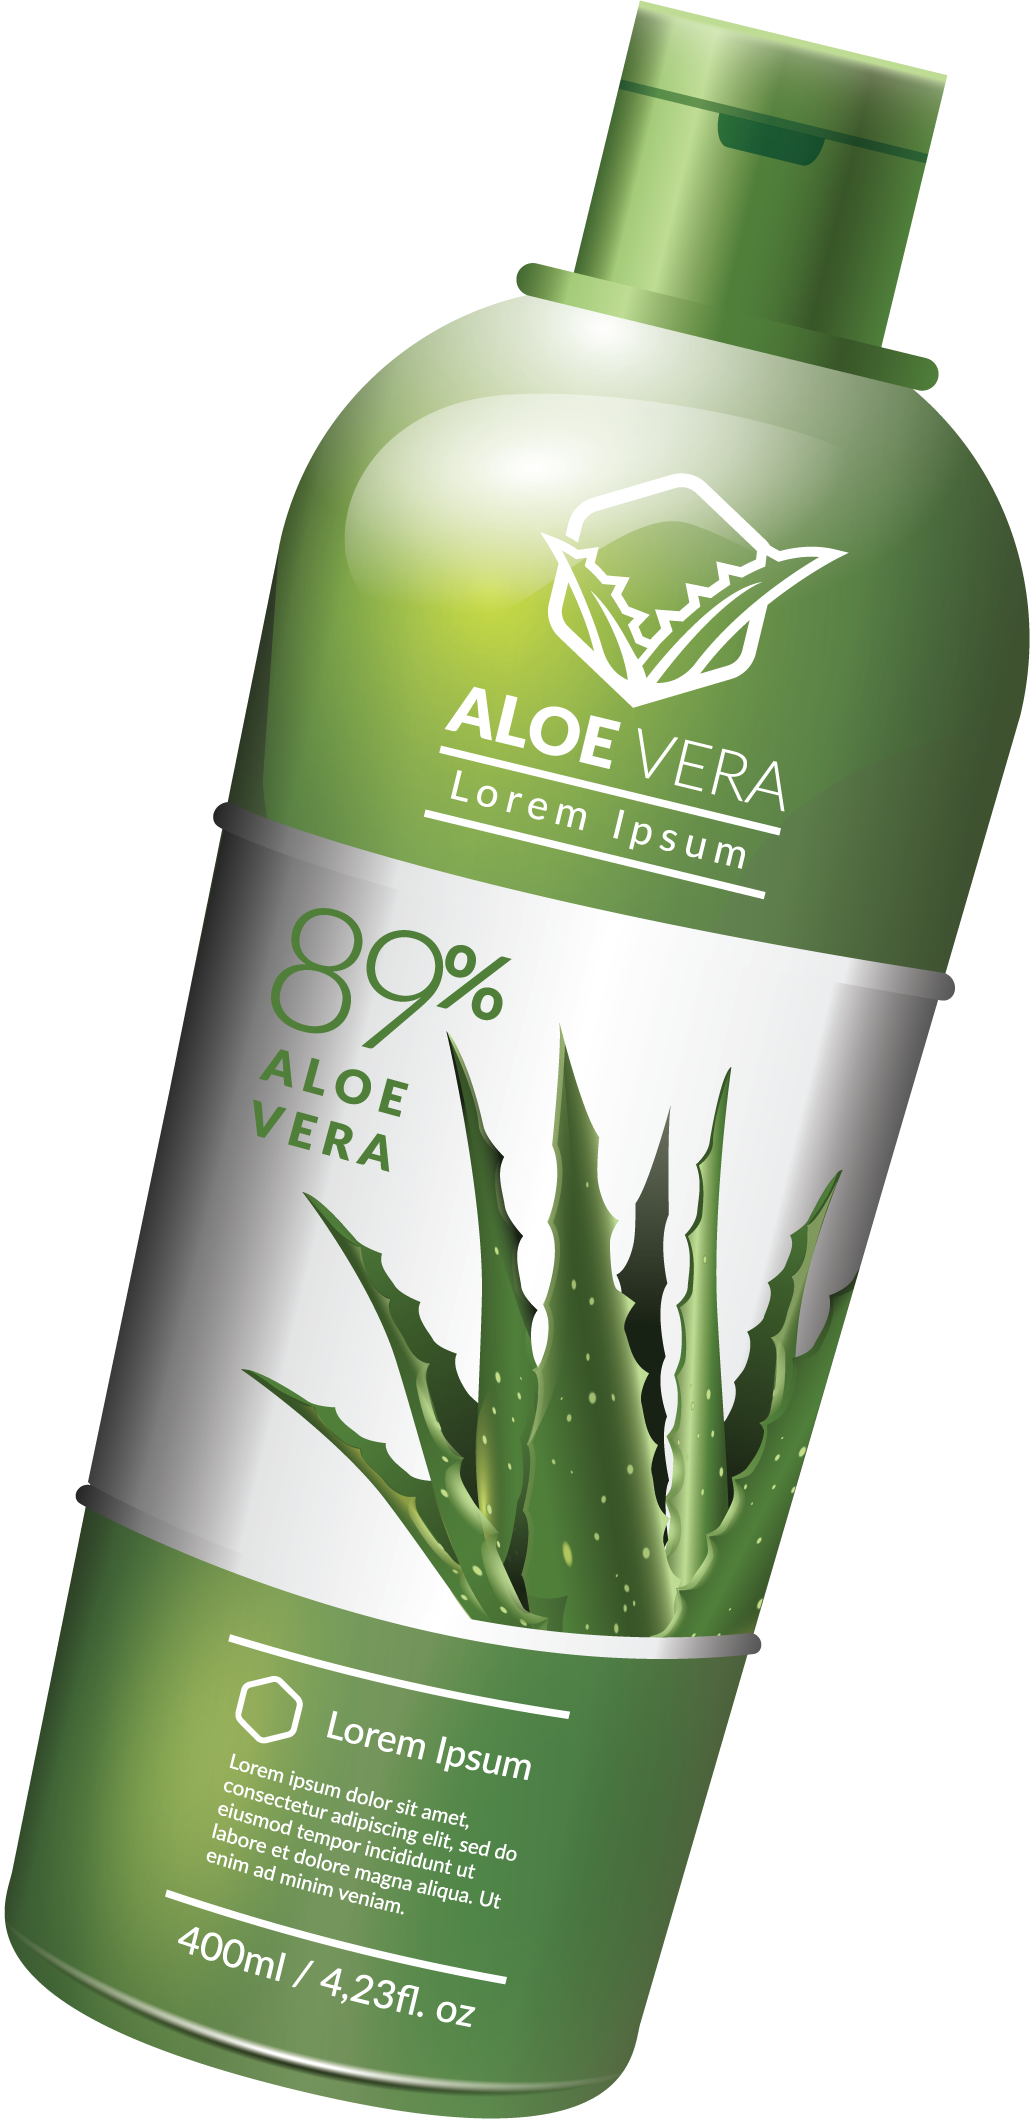 ALOE VERA
Lorem Ipsum
89%
ALOE
VERA
Lorem Ipsum
Lorem ipsum dolor sit amet,
consectetur adipiscing elit, sed do
eiusmod tempor incididunt ut
labore et dolore magna aliqua. Ut
enim ad minim veniam.
400ml / 4,23fl. oz